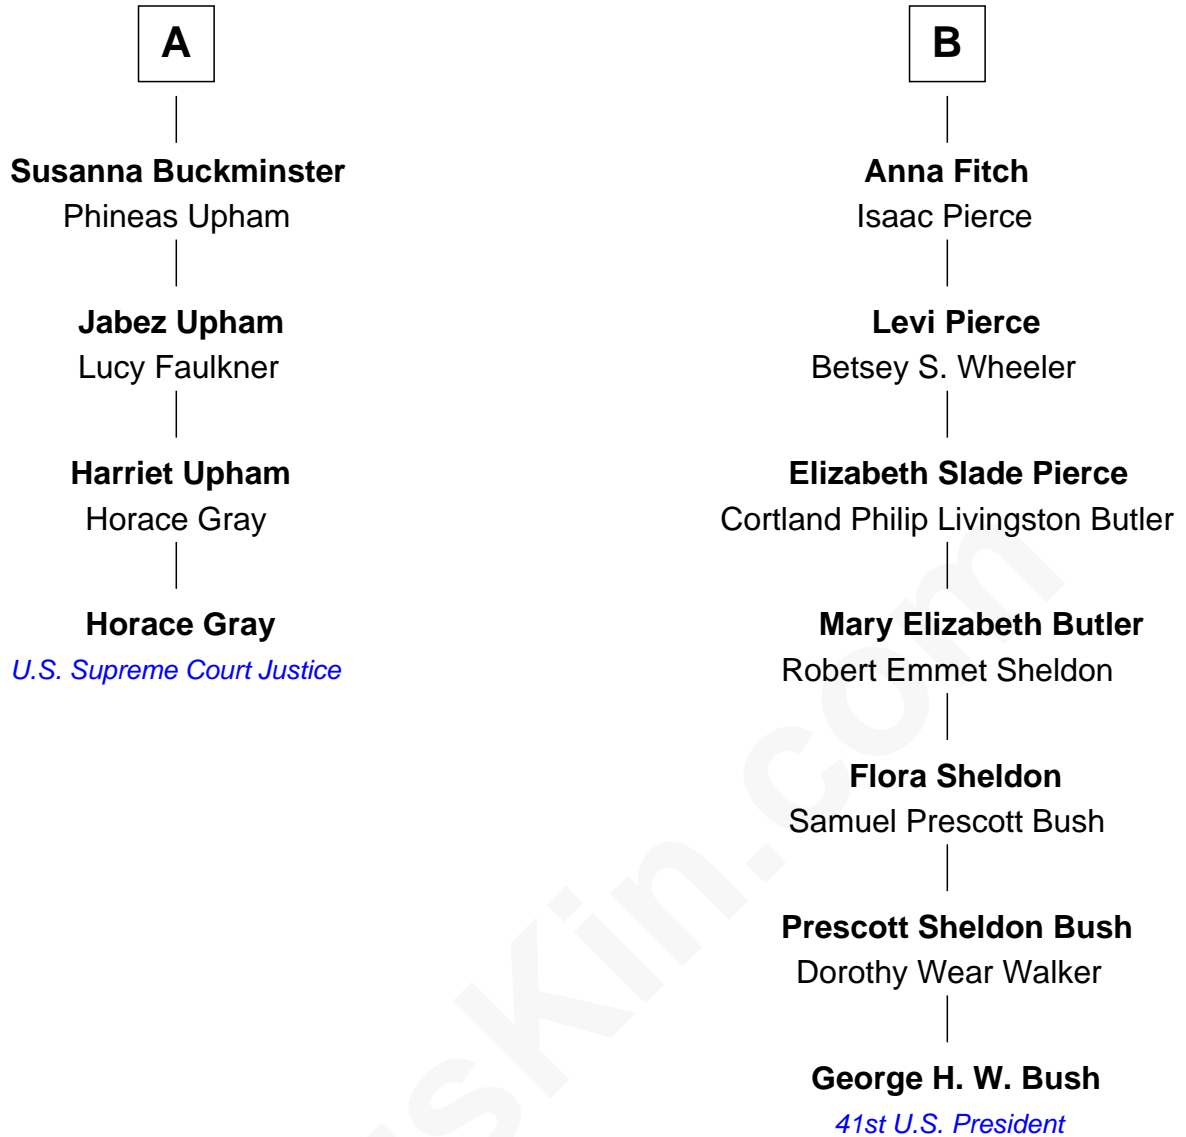 A
Susanna Buckminster
Phineas Upham
Jabez Upham
Lucy Faulkner
Harriet Upham
Horace Gray
Horace Gray
U.S. Supreme Court Justice
B
Anna Fitch
Isaac Pierce
Levi Pierce
Betsey S. Wheeler
Elizabeth Slade Pierce
Cortland Philip Livingston Butler
Mary Elizabeth Butler
Robert Emmet Sheldon
Flora Sheldon
Samuel Prescott Bush
Prescott Sheldon Bush
Dorothy Wear Walker
George H. W. Bush
41st U.S. President